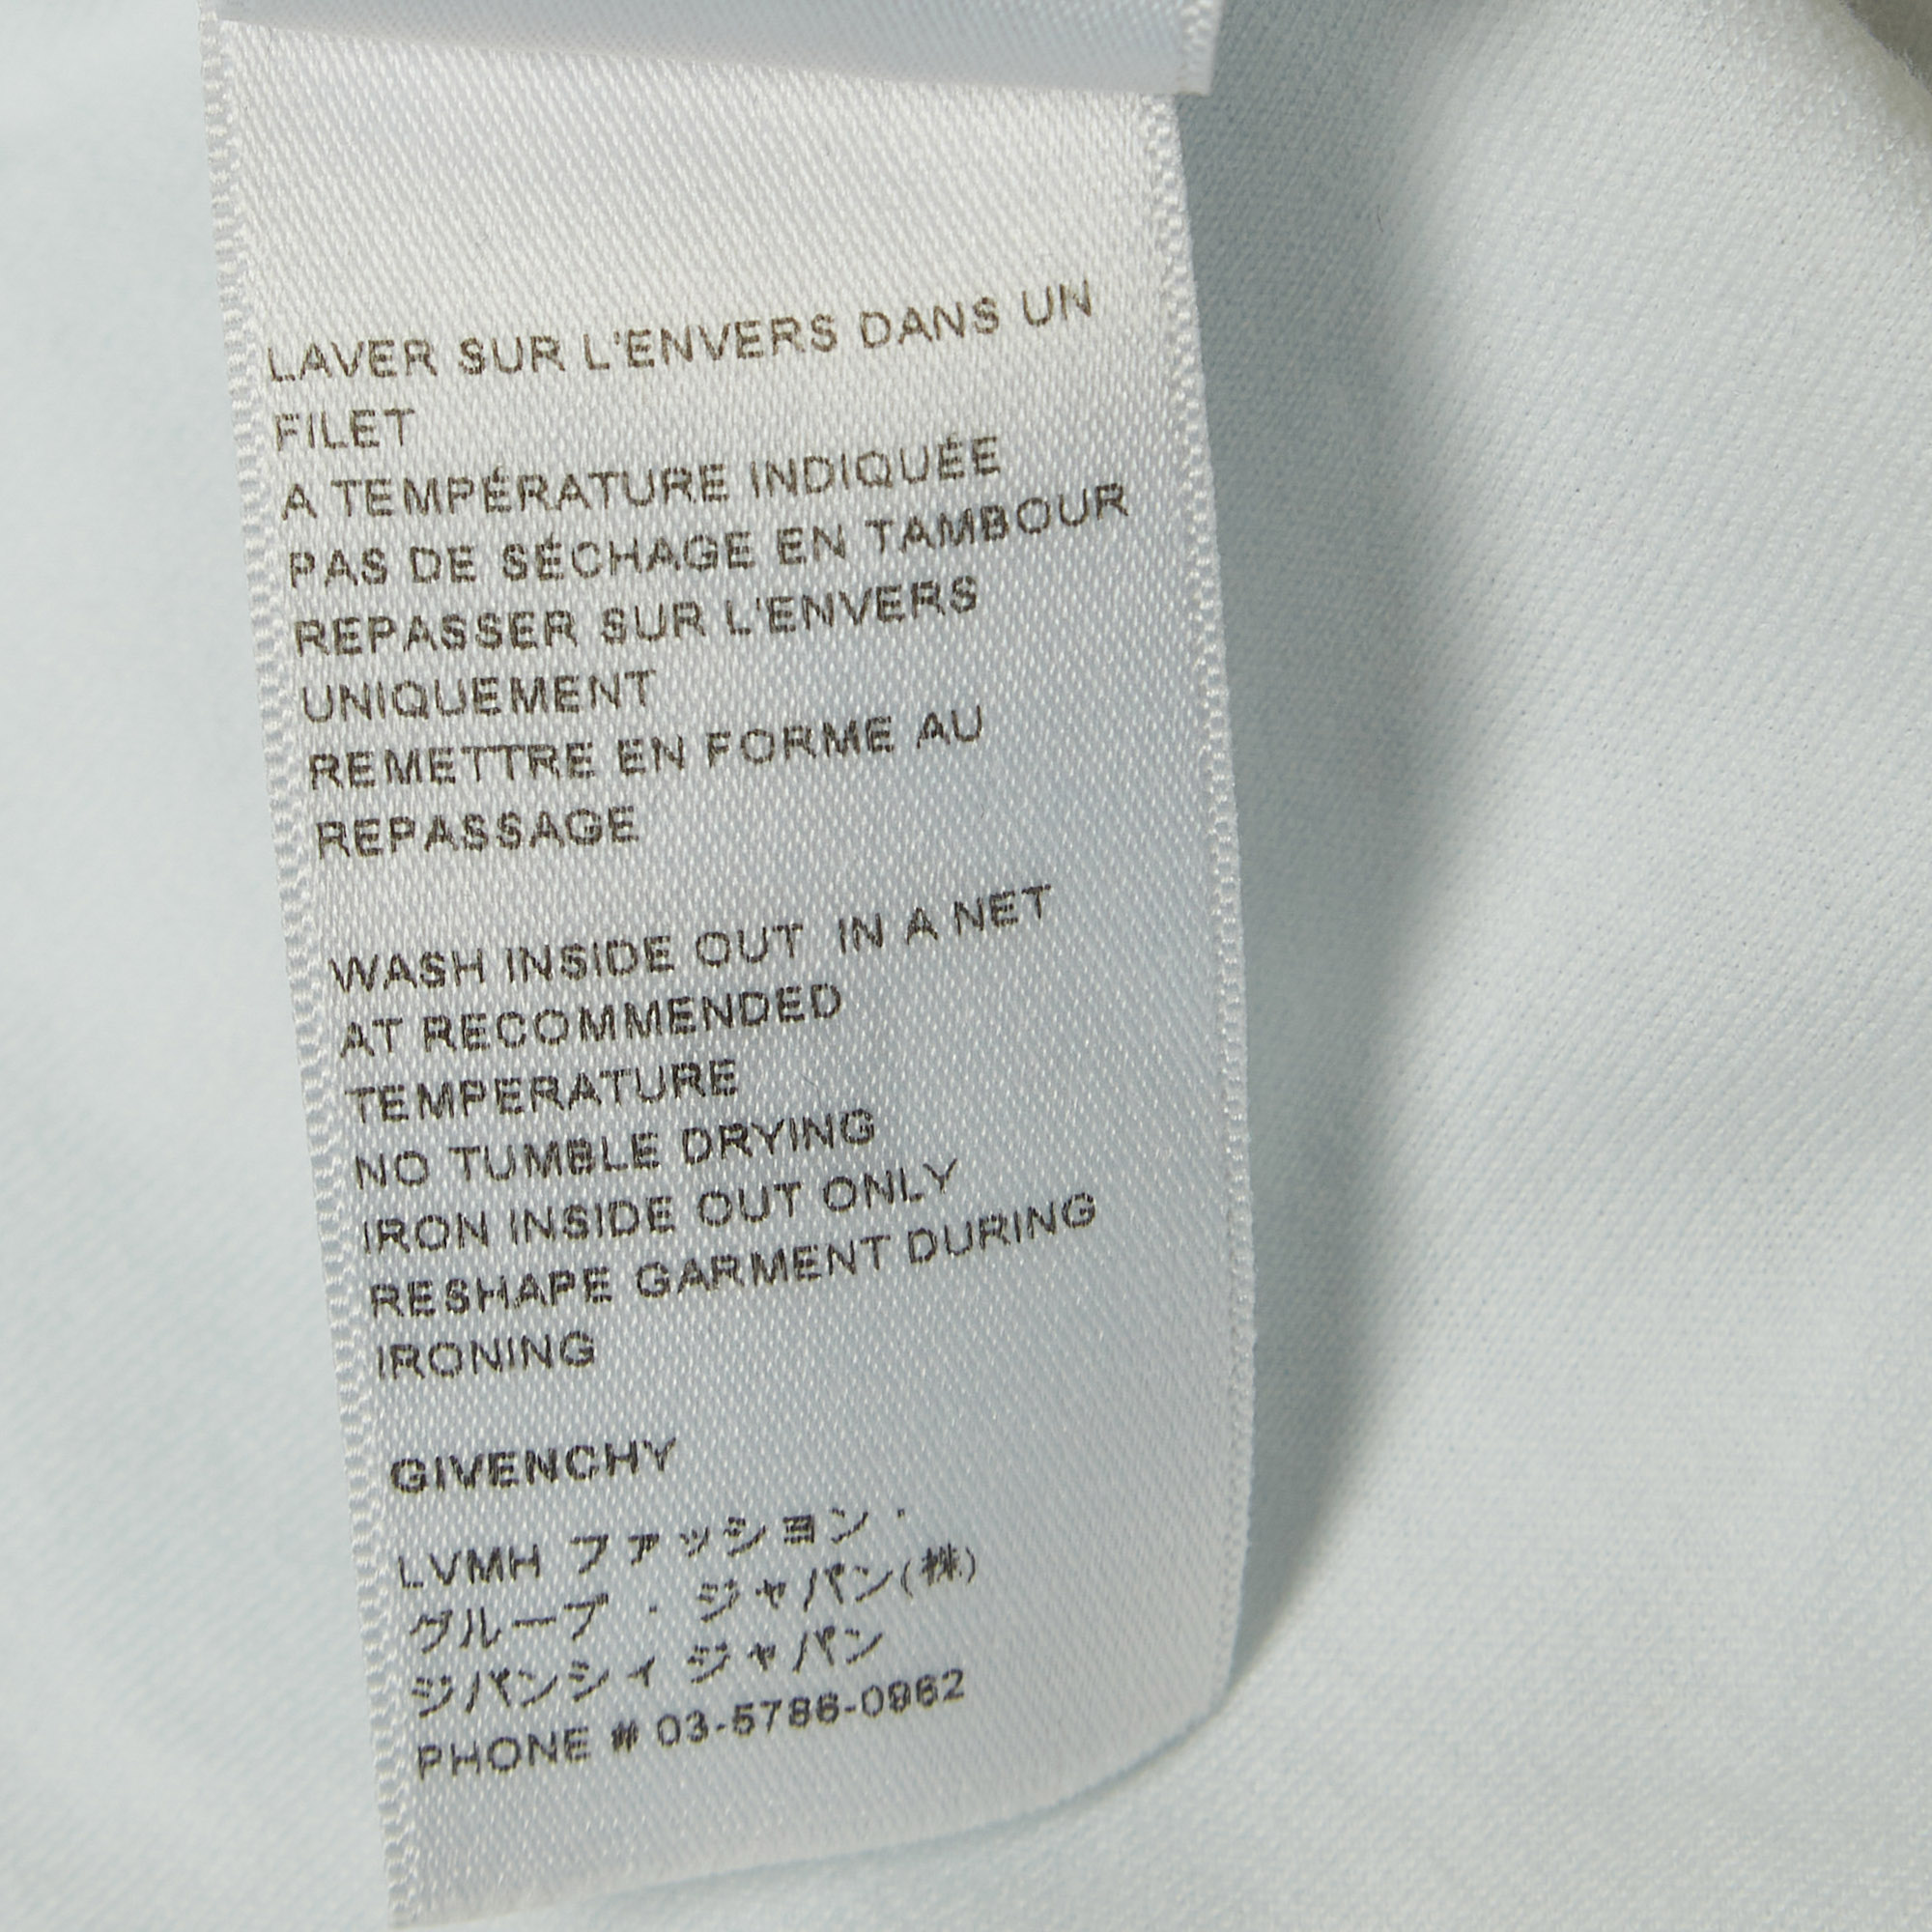 LAVER SUR L'ENVERS DANS UN
FILET
A TEMPÉRATURE INDIQUÉE
PAS DE SÉCHAGE EN TAMBOUR
REPASSER SUR L'ENVERS
UNIQUEMENT
REMETTRE EN FORME AU
REPASSAGE
WASH INSIDE OUT IN A NET
AT RECOMMENDED
TEMPERATURE
NO TUMBLE DRYING
IRON INSIDE OUT ONLY
RESHAPE GARMENT DURING
IRONING
GIVENCHY
LVMH ファッション・
グループ・ジャパン(株)
ジバンシィ ジャパン
PHONE # 03-5786-0962